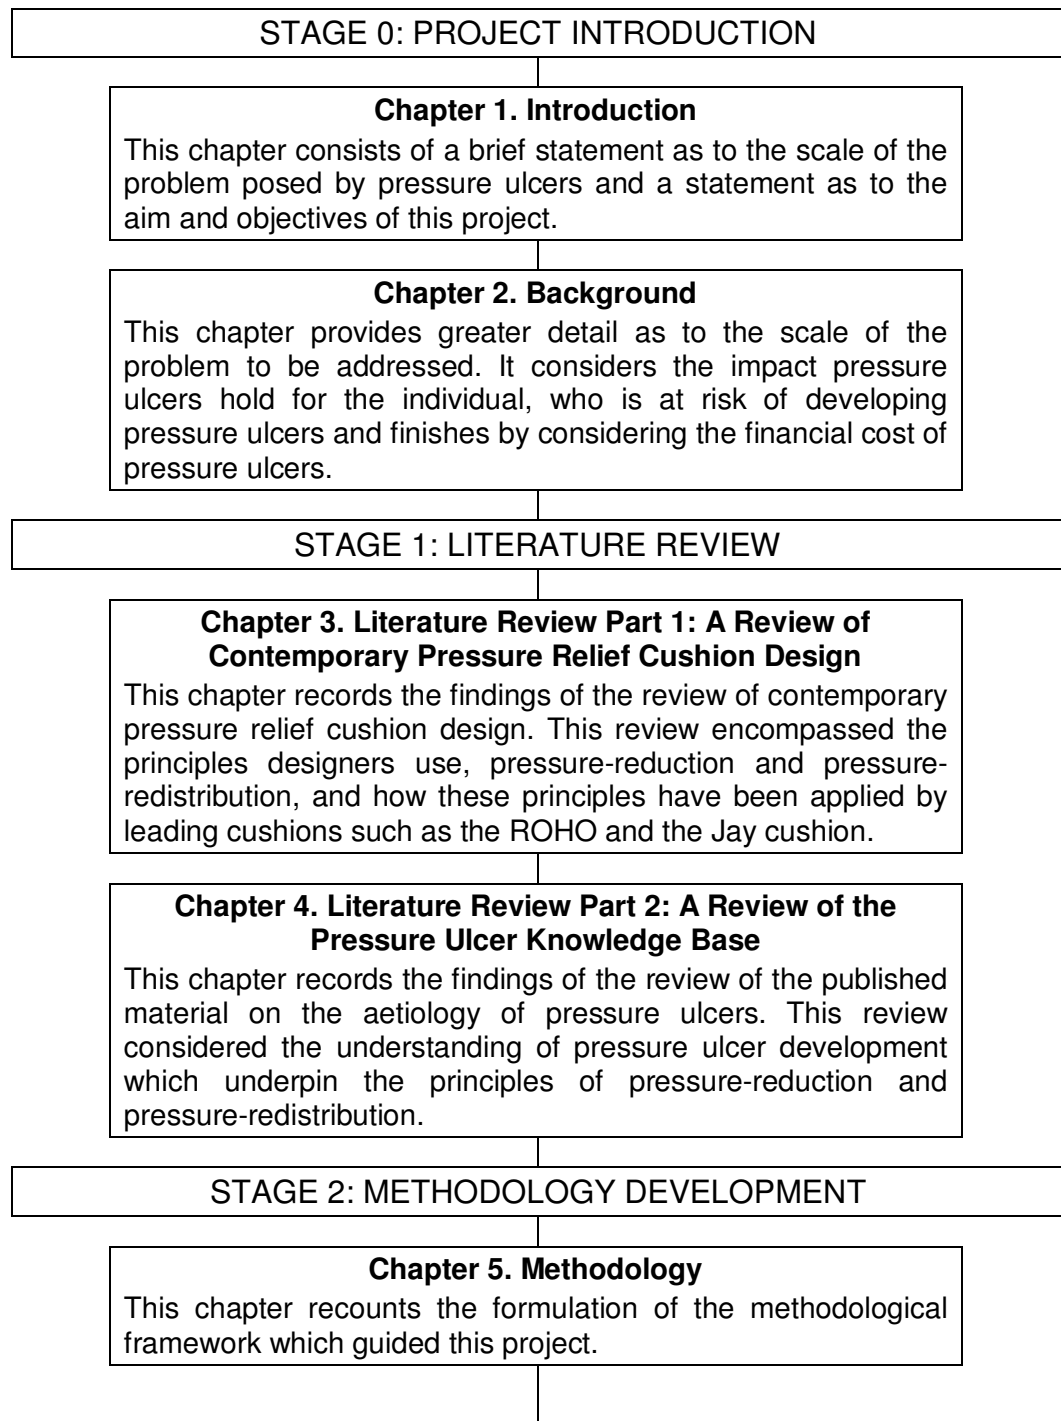 STAGE 0: PROJECT INTRODUCTION
Chapter 1. Introduction
This chapter consists of a brief statement as to the scale of the
problem posed by pressure ulcers and a statement as to the
aim and objectives of this project.
Chapter 2. Background
This chapter provides greater detail as to the scale of the
problem to be addressed. It considers the impact pressure
ulcers hold for the individual, who is at risk of developing
pressure ulcers and finishes by considering the financial cost of
pressure ulcers.
STAGE 1: LITERATURE REVIEW
Chapter 3. Literature Review Part 1: A Review of
Contemporary Pressure Relief Cushion Design
This chapter records the findings of the review of contemporary
pressure relief cushion design. This review encompassed the
principles designers use, pressure-reduction and pressure-
redistribution, and how these principles have been applied by
leading cushions such as the ROHO and the Jay cushion.
Chapter 4. Literature Review Part 2: A Review of the
Pressure Ulcer Knowledge Base
This chapter records the findings of the review of the published
material on the aetiology of pressure ulcers. This review
considered the understanding of pressure ulcer development
which underpin the principles of pressure-reduction and
pressure-redistribution.
STAGE 2: METHODOLOGY DEVELOPMENT
Chapter 5. Methodology
This chapter recounts the formulation of the methodological
framework which guided this project.